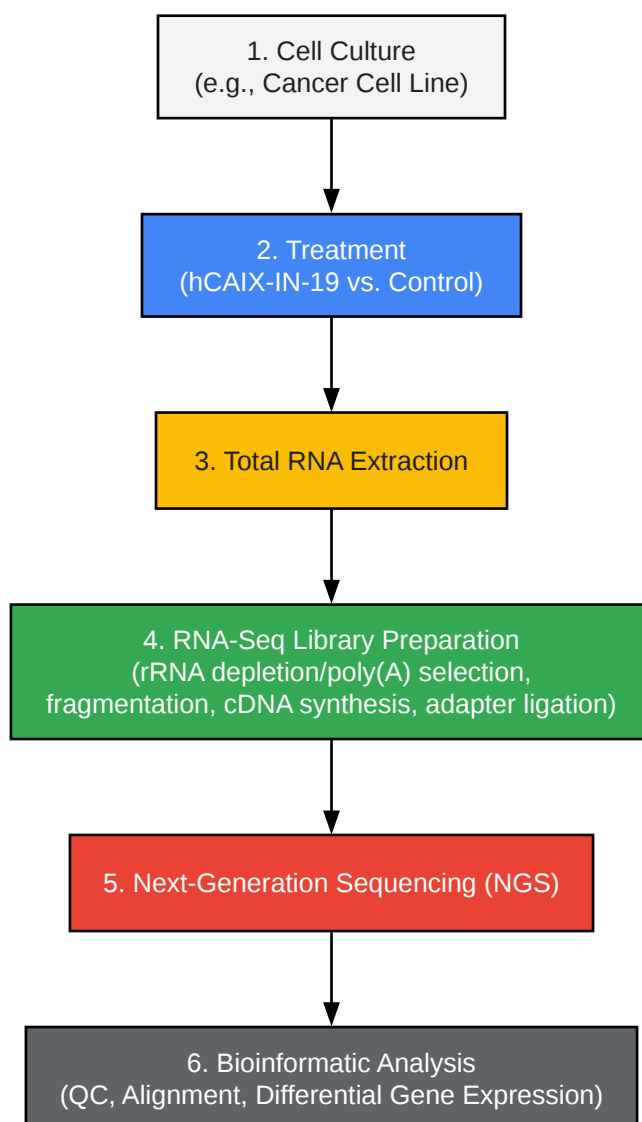 1. Cell Culture
(e.g., Cancer Cell Line)
2. Treatment
(hCAIX-IN-19 vs. Control)
3. Total RNA Extraction
4. RNA-Seq Library Preparation
(rRNA depletion/poly(A) selection,
fragmentation, cDNA synthesis, adapter ligation)
5. Next-Generation Sequencing (NGS)
6. Bioinformatic Analysis
(QC, Alignment, Differential Gene Expression)